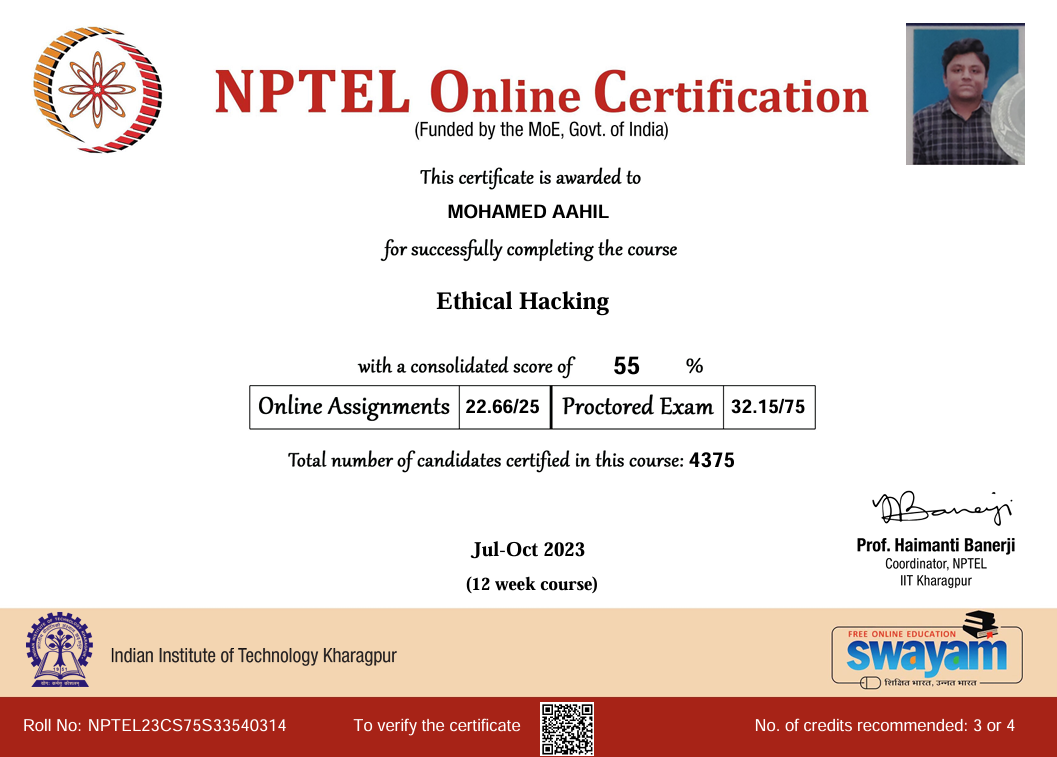 NPTEL Online Certification
(Funded by the MoE, Govt. of India)
This certificate is awarded to
MOHAMED AAHIL
for successfully completing the course
Ethical Hacking
with a consolidated score of 55 %
Online Assignments 22.66/25 Proctored Exam 32.15/75
Total number of candidates certified in this course: 4375
Jul-Oct 2023
(12 week course)
Prof. Haimanti Banerji
Coordinator, NPTEL
IIT Kharagpur
Indian Institute of Technology Kharagpur
FREE ONLINE EDUCATION
swayam
शिक्षित भारत, उन्नत भारत
Roll No: NPTEL23CS75S33540314 To verify the certificate No. of credits recommended: 3 or 4